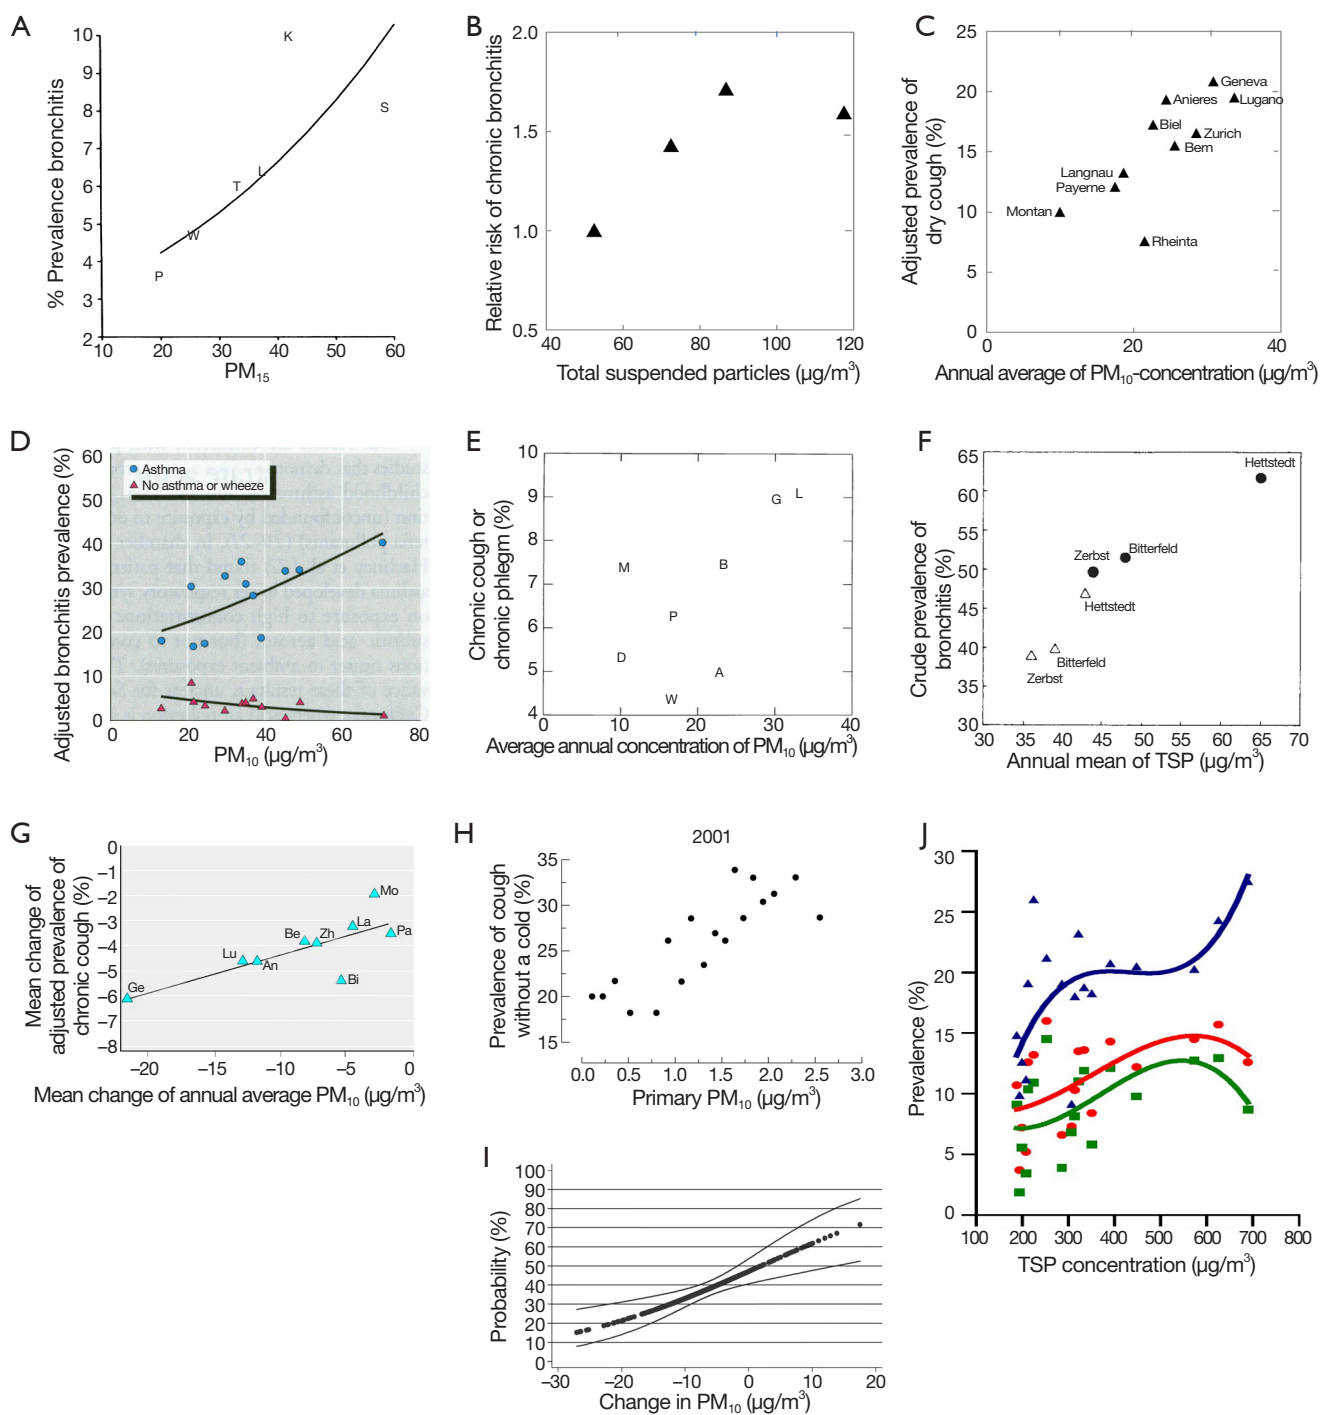 A
% Prevalence bronchitis
10
9
8
7
6
5
4
3
2
K
S
L
T
W
P
10 20 30 40 50 60
PM₁₅
B
Relative risk of chronic bronchitis
2.0
1.5
1.0
0.5
40 60 80 100 120
Total suspended particles (µg/m³)
C
Adjusted prevalence of
dry cough (%)
25
20
15
10
5
0
Geneva
Anieres Lugano
Biel
Zurich
Bern
Langnau
Payerne
Montan
Rheinta
0 20 40
Annual average of PM₁₀-concentration (µg/m³)
D
Adjusted bronchitis prevalence (%)
60
50
40
30
20
10
0
Asthma
No asthma or wheeze
0 20 40 60 80
PM₁₀ (µg/m³)
E
Chronic cough or
chronic phlegm (%)
10
9
8
7
6
5
4
L
G
B
M
P
D
A
W
0 10 20 30 40
Average annual concentration of PM₁₀ (µg/m³)
F
Crude prevalence of
bronchitis (%)
65
60
55
50
45
40
35
30
Hettstedt
Zerbst Bitterfeld
Hettstedt
Bitterfeld
Zerbst
30 35 40 45 50 55 60 65 70
Annual mean of TSP (µg/m³)
G
Mean change of
adjusted prevalence of
chronic cough (%)
0
−1
−2
−3
−4
−5
−6
−7
−8
Mo
La
Pa
Be Zh
Lu
An
Bi
Ge
−20 −15 −10 −5 0
Mean change of annual average PM₁₀ (µg/m³)
H
2001
Prevalence of cough
without a cold (%)
35
30
25
20
15
0.0 0.5 1.0 1.5 2.0 2.5 3.0
Primary PM₁₀ (µg/m³)
I
Probability (%)
100
90
80
70
60
50
40
30
20
10
0
−30 −20 −10 0 10 20
Change in PM₁₀ (µg/m³)
J
Prevalence (%)
30
25
20
15
10
5
0
100 200 300 400 500 600 700 800
TSP concentration (µg/m³)